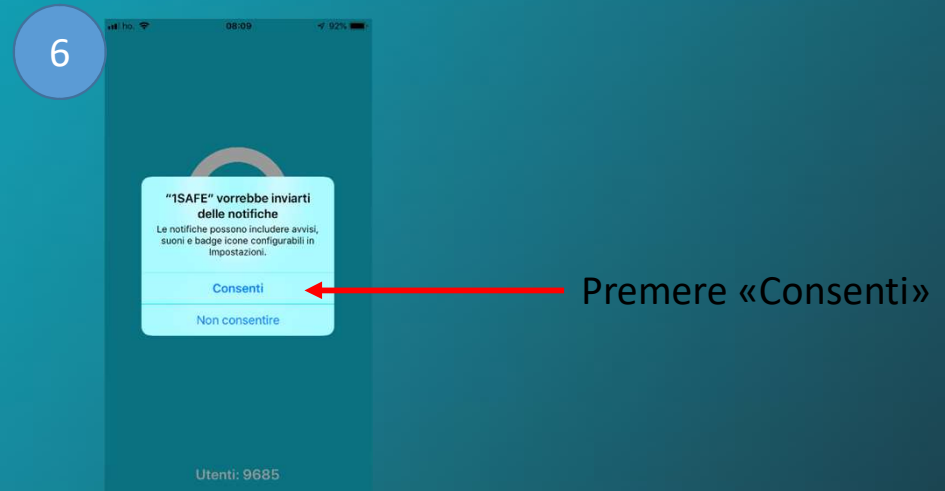 6
ho. 08:09 92%
"1SAFE" vorrebbe inviarti
delle notifiche
Le notifiche possono includere avvisi,
suoni e badge icone configurabili in
Impostazioni.
Consenti
Premere «Consenti»
Non consentire
Utenti: 9685